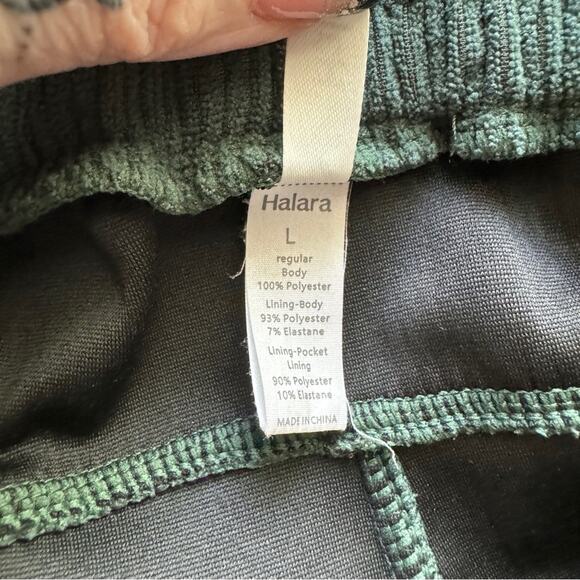 Halara
L
regular
Body
100% Polyester
Lining-Body
93% Polyester
7% Elastane
Lining-Pocket
Lining
90% Polyester
10% Elastane
MADE IN CHINA